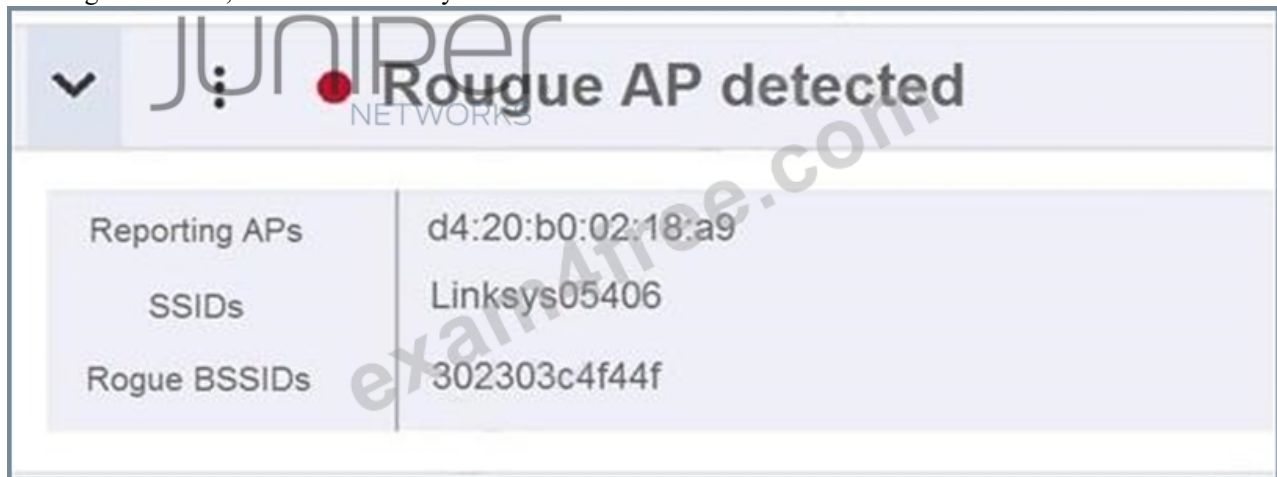 JUNIPER
NETWORKS
Rougue AP detected
exam4free.com
Reporting APs d4:20:b0:02:18:a9
SSIDs Linksys05406
Rogue BSSIDs 302303c4f44f